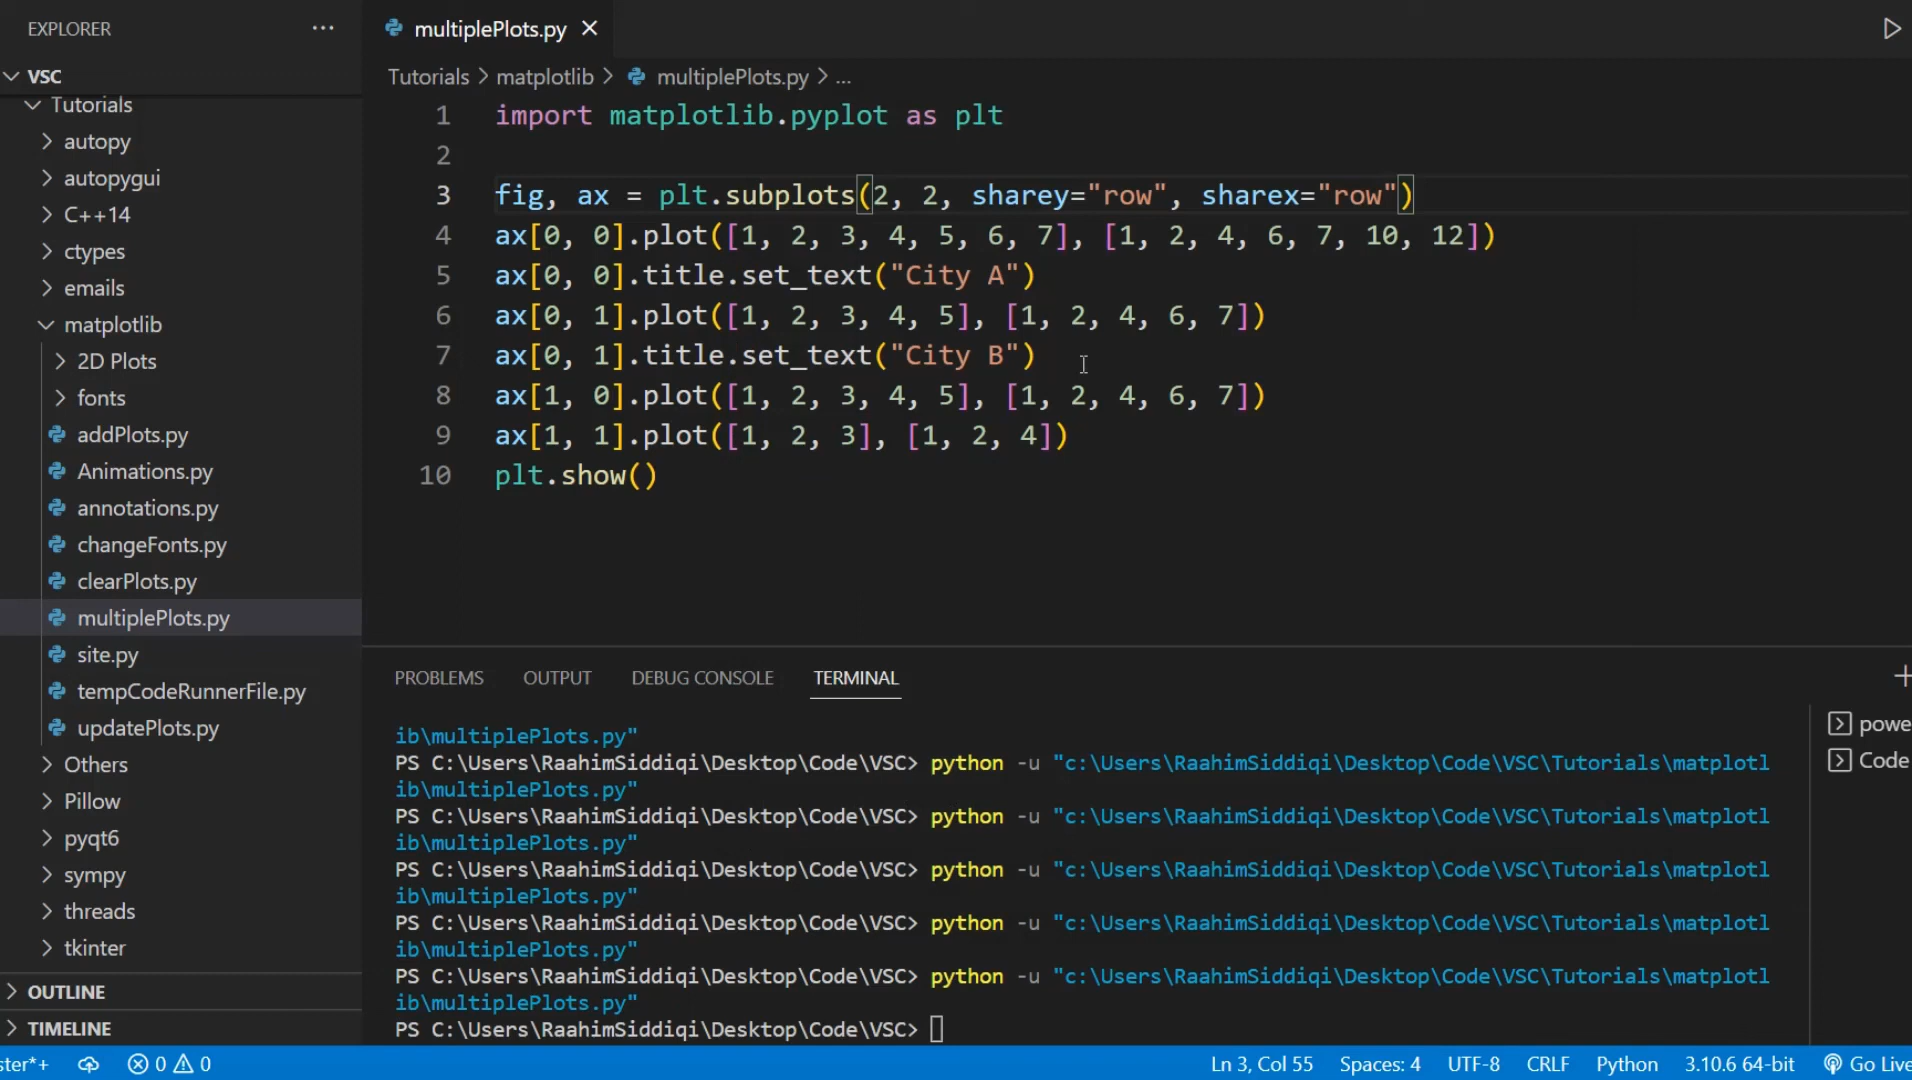 EXPLORER
VSC
Tutorials
autopy
autopygui
C++14
ctypes
emails
matplotlib
2D Plots
fonts
addPlots.py
Animations.py
annotations.py
changeFonts.py
clearPlots.py
multiplePlots.py
site.py
tempCodeRunnerFile.py
updatePlots.py
Others
Pillow
pyqt6
sympy
threads
tkinter
OUTLINE
TIMELINE
multiplePlots.py
Tutorials > matplotlib > multiplePlots.py > ...
1 import matplotlib.pyplot as plt
2
3 fig, ax = plt.subplots(2, 2, sharey="row", sharex="row")
4 ax[0, 0].plot([1, 2, 3, 4, 5, 6, 7], [1, 2, 4, 6, 7, 10, 12])
5 ax[0, 0].title.set_text("City A")
6 ax[0, 1].plot([1, 2, 3, 4, 5], [1, 2, 4, 6, 7])
7 ax[0, 1].title.set_text("City B")
8 ax[1, 0].plot([1, 2, 3, 4, 5], [1, 2, 4, 6, 7])
9 ax[1, 1].plot([1, 2, 3], [1, 2, 4])
10 plt.show()
PROBLEMS OUTPUT DEBUG CONSOLE TERMINAL
ib\multiplePlots.py"
PS C:\Users\RaahimSiddiqi\Desktop\Code\VSC> python -u "c:\Users\RaahimSiddiqi\Desktop\Code\VSC\Tutorials\matplotl
ib\multiplePlots.py"
PS C:\Users\RaahimSiddiqi\Desktop\Code\VSC> python -u "c:\Users\RaahimSiddiqi\Desktop\Code\VSC\Tutorials\matplotl
ib\multiplePlots.py"
PS C:\Users\RaahimSiddiqi\Desktop\Code\VSC> python -u "c:\Users\RaahimSiddiqi\Desktop\Code\VSC\Tutorials\matplotl
ib\multiplePlots.py"
PS C:\Users\RaahimSiddiqi\Desktop\Code\VSC> python -u "c:\Users\RaahimSiddiqi\Desktop\Code\VSC\Tutorials\matplotl
ib\multiplePlots.py"
PS C:\Users\RaahimSiddiqi\Desktop\Code\VSC> python -u "c:\Users\RaahimSiddiqi\Desktop\Code\VSC\Tutorials\matplotl
ib\multiplePlots.py"
PS C:\Users\RaahimSiddiqi\Desktop\Code\VSC>
powe
Code
ster*+ 0 0 Ln 3, Col 55 Spaces: 4 UTF-8 CRLF Python 3.10.6 64-bit Go Live